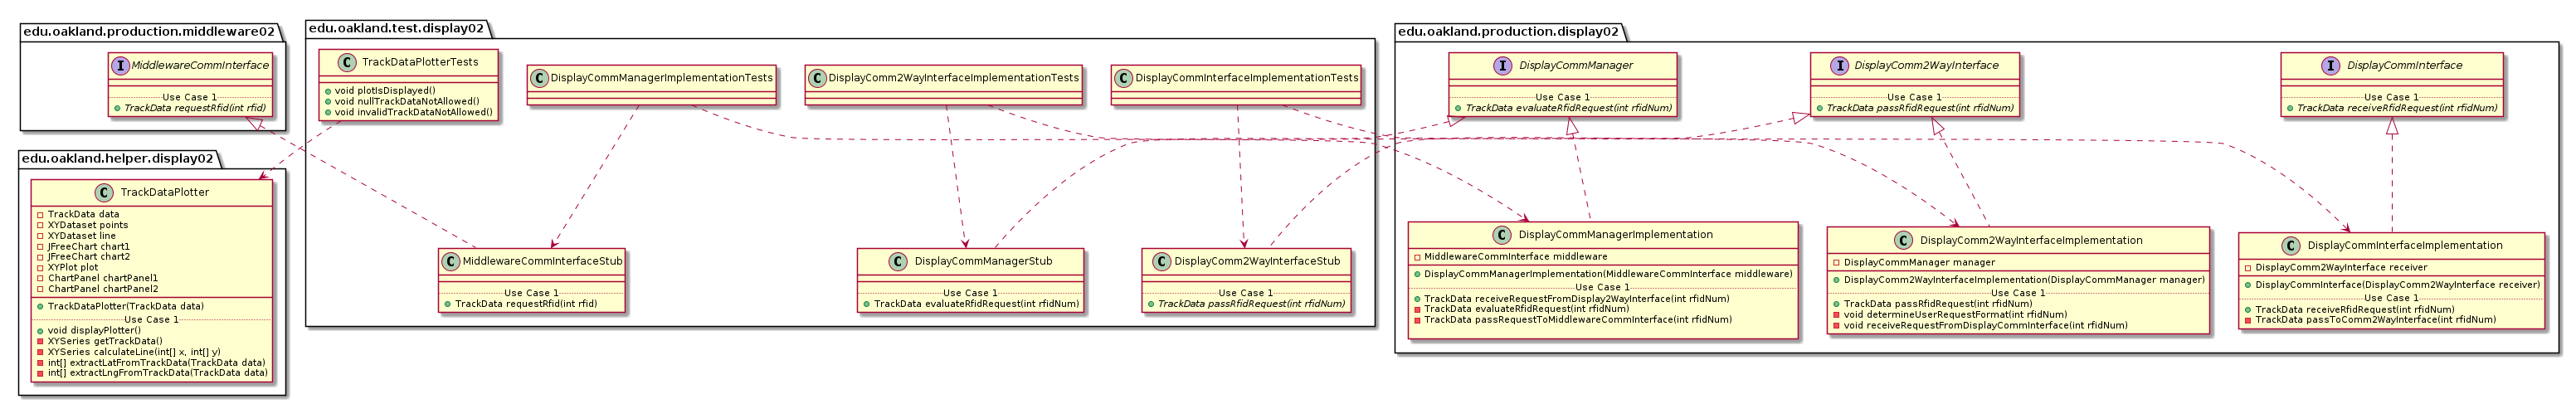 edu.oakland.production.middleware02
I MiddlewareCommInterface
Use Case 1
TrackData requestRfid(int rfid)
edu.oakland.helper.display02
C TrackDataPlotter
TrackData data
XYDataset points
XYDataset line
JFreeChart chart1
JFreeChart chart2
XYPlot plot
ChartPanel chartPanel1
ChartPanel chartPanel2
TrackDataPlotter(TrackData data)
Use Case 1
void displayPlotter()
XYSeries getTrackData()
XYSeries calculateLine(int[] x, int[] y)
int[] extractLatFromTrackData(TrackData data)
int[] extractLngFromTrackData(TrackData data)
edu.oakland.test.display02
C TrackDataPlotterTests
void plotIsDisplayed()
void nullTrackDataNotAllowed()
void invalidTrackDataNotAllowed()
C DisplayCommManagerImplementationTests
C DisplayComm2WayInterfaceImplementationTests
C DisplayCommInterfaceImplementationTests
C MiddlewareCommInterfaceStub
Use Case 1
TrackData requestRfid(int rfid)
C DisplayCommManagerStub
Use Case 1
TrackData evaluateRfidRequest(int rfidNum)
C DisplayComm2WayInterfaceStub
Use Case 1
TrackData passRfidRequest(int rfidNum)
edu.oakland.production.display02
I DisplayCommManager
Use Case 1
TrackData evaluateRfidRequest(int rfidNum)
I DisplayComm2WayInterface
Use Case 1
TrackData passRfidRequest(int rfidNum)
I DisplayCommInterface
Use Case 1
TrackData receiveRfidRequest(int rfidNum)
C DisplayCommManagerImplementation
MiddlewareCommInterface middleware
DisplayCommManagerImplementation(MiddlewareCommInterface middleware)
Use Case 1
TrackData receiveRequestFromDisplay2WayInterface(int rfidNum)
TrackData evaluateRfidRequest(int rfidNum)
TrackData passRequestToMiddlewareCommInterface(int rfidNum)
C DisplayComm2WayInterfaceImplementation
DisplayCommManager manager
DisplayComm2WayInterfaceImplementation(DisplayCommManager manager)
Use Case 1
TrackData passRfidRequest(int rfidNum)
void determineUserRequestFormat(int rfidNum)
void receiveRequestFromDisplayCommInterface(int rfidNum)
C DisplayCommInterfaceImplementation
DisplayComm2WayInterface receiver
DisplayCommInterface(DisplayComm2WayInterface receiver)
Use Case 1
TrackData receiveRfidRequest(int rfidNum)
TrackData passToComm2WayInterface(int rfidNum)